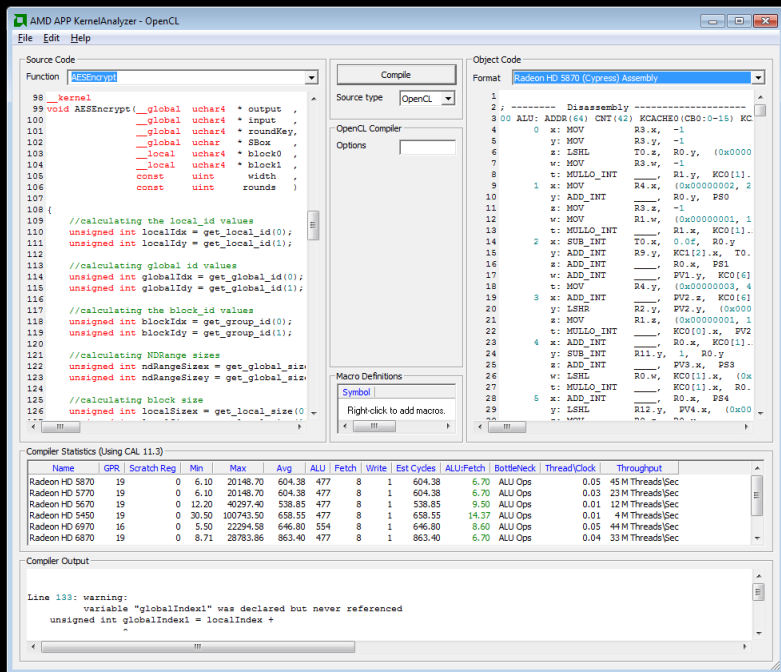 AMD APP KernelAnalyzer - OpenCL
File Edit Help
Source Code
Function AESEncrypt
98 __kernel
99 void AESEncrypt(__global uchar4 * output ,
100 __global uchar4 * input ,
101 __global uchar4 * roundKey,
102 __global uchar * SBox ,
103 __local uchar4 * block0 ,
104 __local uchar4 * block1 ,
105 const uint width ,
106 const uint rounds )
107
108 {
109 //calculating the local_id values
110 unsigned int localIdx = get_local_id(0);
111 unsigned int localIdy = get_local_id(1);
112
113 //calculating global id values
114 unsigned int globalIdx = get_global_id(0);
115 unsigned int globalIdy = get_global_id(1);
116
117 //calculating the block_id values
118 unsigned int blockIdx = get_group_id(0);
119 unsigned int blockIdy = get_group_id(1);
120
121 //calculating NDRange sizes
122 unsigned int ndRangeSizex = get_global_size
123 unsigned int ndRangeSizey = get_global_size
124
125 //calculating block size
126 unsigned int localSizex = get_local_size(0
Compile
Source type OpenCL
OpenCL Compiler
Options
Macro Definitions
Symbol
Right-click to add macros.
Object Code
Format Radeon HD 5870 (Cypress) Assembly
1
2 ; -------- Disassembly --------------------
3 00 ALU: ADDR(64) CNT(42) KCACHE0(CB0:0-15) KC
4 0 x: MOV R3.x, -1
5 y: MOV R3.y, -1
6 z: LSHL T0.z, R0.y, (0x0000
7 w: MOV R3.w, -1
8 t: MULLO_INT ____, R1.y, KC0[1].
9 1 x: MOV R4.x, (0x00000002, 2
10 y: ADD_INT ____, R0.y, PS0
11 z: MOV R3.z, -1
12 w: MOV R1.w, (0x00000001, 1
13 t: MULLO_INT ____, R1.x, KC0[1].
14 2 x: SUB_INT T0.x, 0.0f, R0.y
15 y: ADD_INT R9.y, KC1[2].x, T0.
16 z: ADD_INT ____, R0.x, PS1
17 w: ADD_INT ____, PV1.y, KC0[6]
18 t: MOV R4.y, (0x00000003, 4
19 3 x: ADD_INT ____, PV2.z, KC0[6]
20 y: LSHR R2.y, PV2.y, (0x000
21 z: MOV R1.z, (0x00000001, 1
22 t: MULLO_INT ____, KC0[0].x, PV2
23 4 x: ADD_INT ____, R0.x, KC0[1].
24 y: SUB_INT R11.y, 1, R0.y
25 z: ADD_INT ____, PV3.x, PS3
26 w: LSHL R0.w, KC0[1].x, (0x
27 t: MULLO_INT ____, KC0[1].x, R0.
28 5 x: ADD_INT ____, R0.x, PS4
29 y: LSHL R12.y, PV4.x, (0x00
Compiler Statistics (Using CAL 11.3)
Name GPR Scratch Reg Min Max Avg ALU Fetch Write Est Cycles ALU:Fetch BottleNeck Thread\Clock Throughput
Radeon HD 5870 19 0 6.10 20148.70 604.38 477 8 1 604.38 6.70 ALU Ops 0.05 45 M Threads\Sec
Radeon HD 5770 19 0 6.10 20148.70 604.38 477 8 1 604.38 6.70 ALU Ops 0.03 23 M Threads\Sec
Radeon HD 5670 19 0 12.20 40297.40 538.85 477 8 1 538.85 9.50 ALU Ops 0.01 12 M Threads\Sec
Radeon HD 5450 19 0 30.50 100743.50 658.55 477 8 1 658.55 14.37 ALU Ops 0.01 4 M Threads\Sec
Radeon HD 6970 16 0 5.50 22294.58 646.80 554 8 1 646.80 8.60 ALU Ops 0.05 44 M Threads\Sec
Radeon HD 6870 19 0 8.71 28783.86 863.40 477 8 1 863.40 6.70 ALU Ops 0.04 33 M Threads\Sec
Compiler Output
Line 133: warning:
variable "globalIndex1" was declared but never referenced
unsigned int globalIndex1 = localIndex +
^